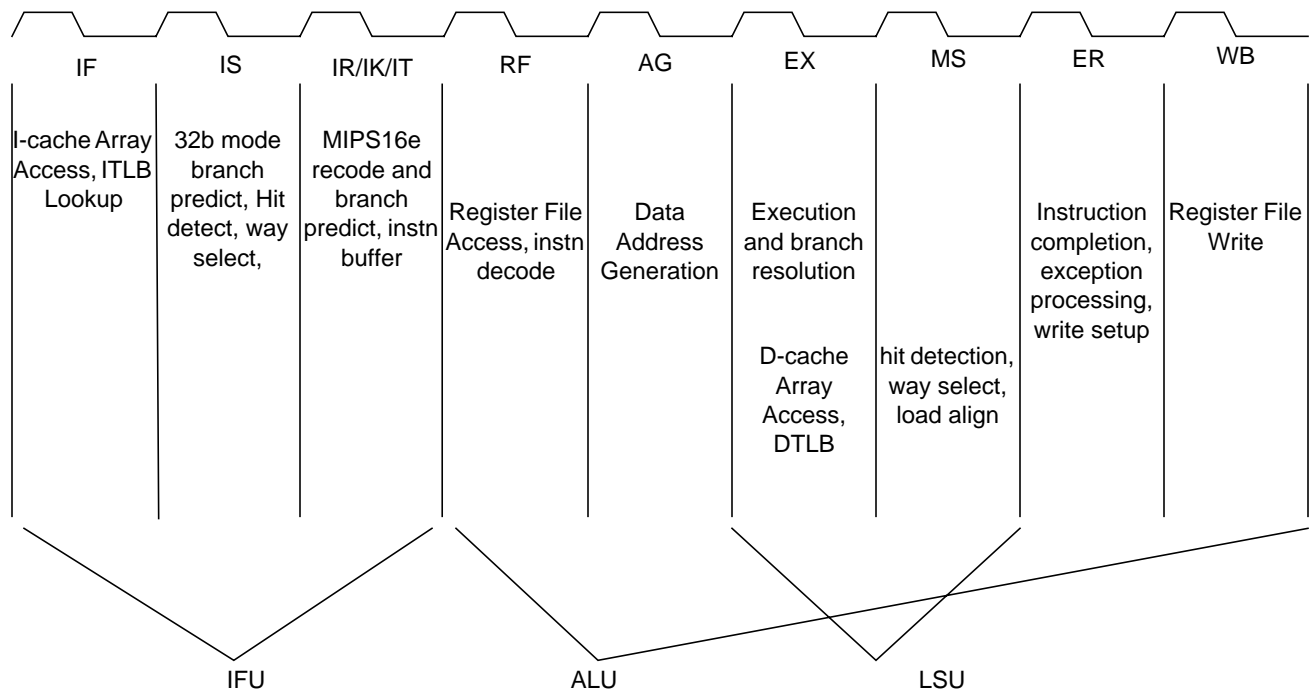 IF
IS
IR/IK/IT
RF
AG
EX
MS
ER
WB
I-cache Array
Access, ITLB
Lookup
32b mode
branch
predict, Hit
detect, way
select,
MIPS16e
recode and
branch
predict, instn
buffer
Register File
Access, instn
decode
Data
Address
Generation
Execution
and branch
resolution
D-cache
Array
Access,
DTLB
hit detection,
way select,
load align
Instruction
completion,
exception
processing,
write setup
Register File
Write
IFU
ALU
LSU